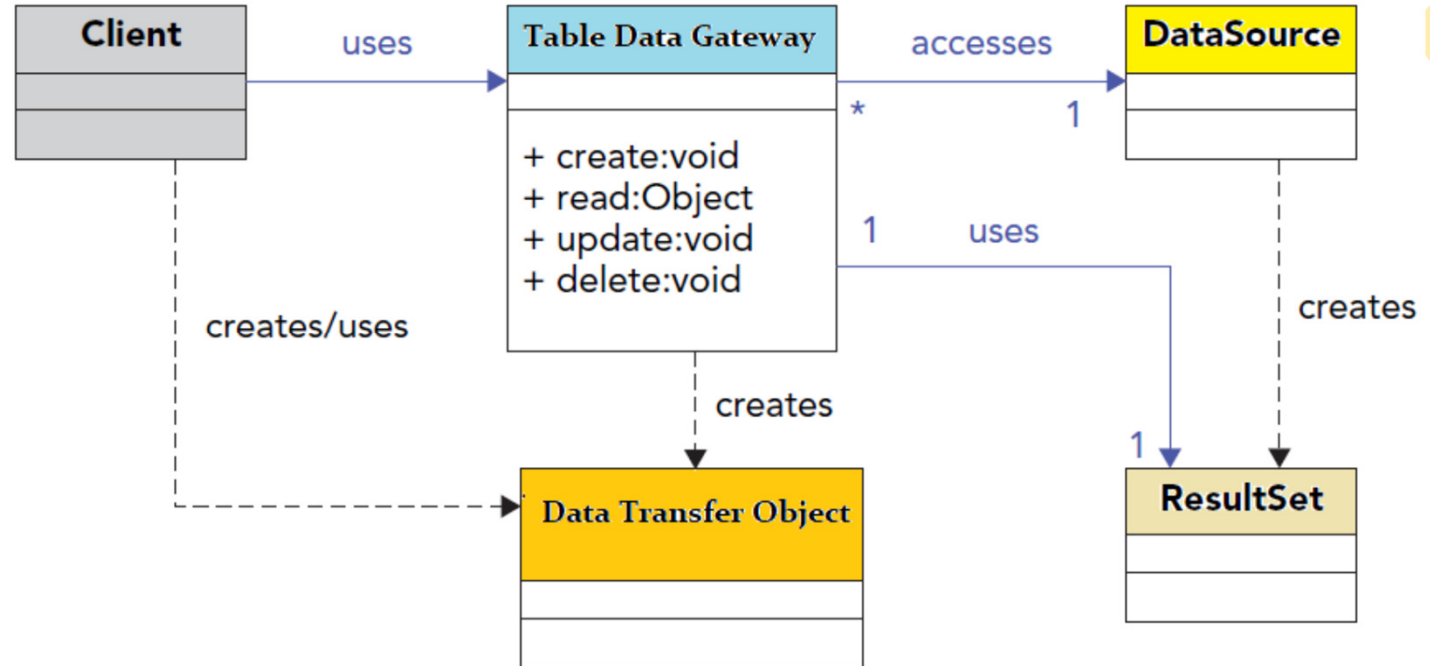 Client
uses
Table Data Gateway
accesses
DataSource
*
1
+ create:void
+ read:Object
+ update:void
+ delete:void
1
uses
creates/uses
creates
creates
1
Data Transfer Object
ResultSet